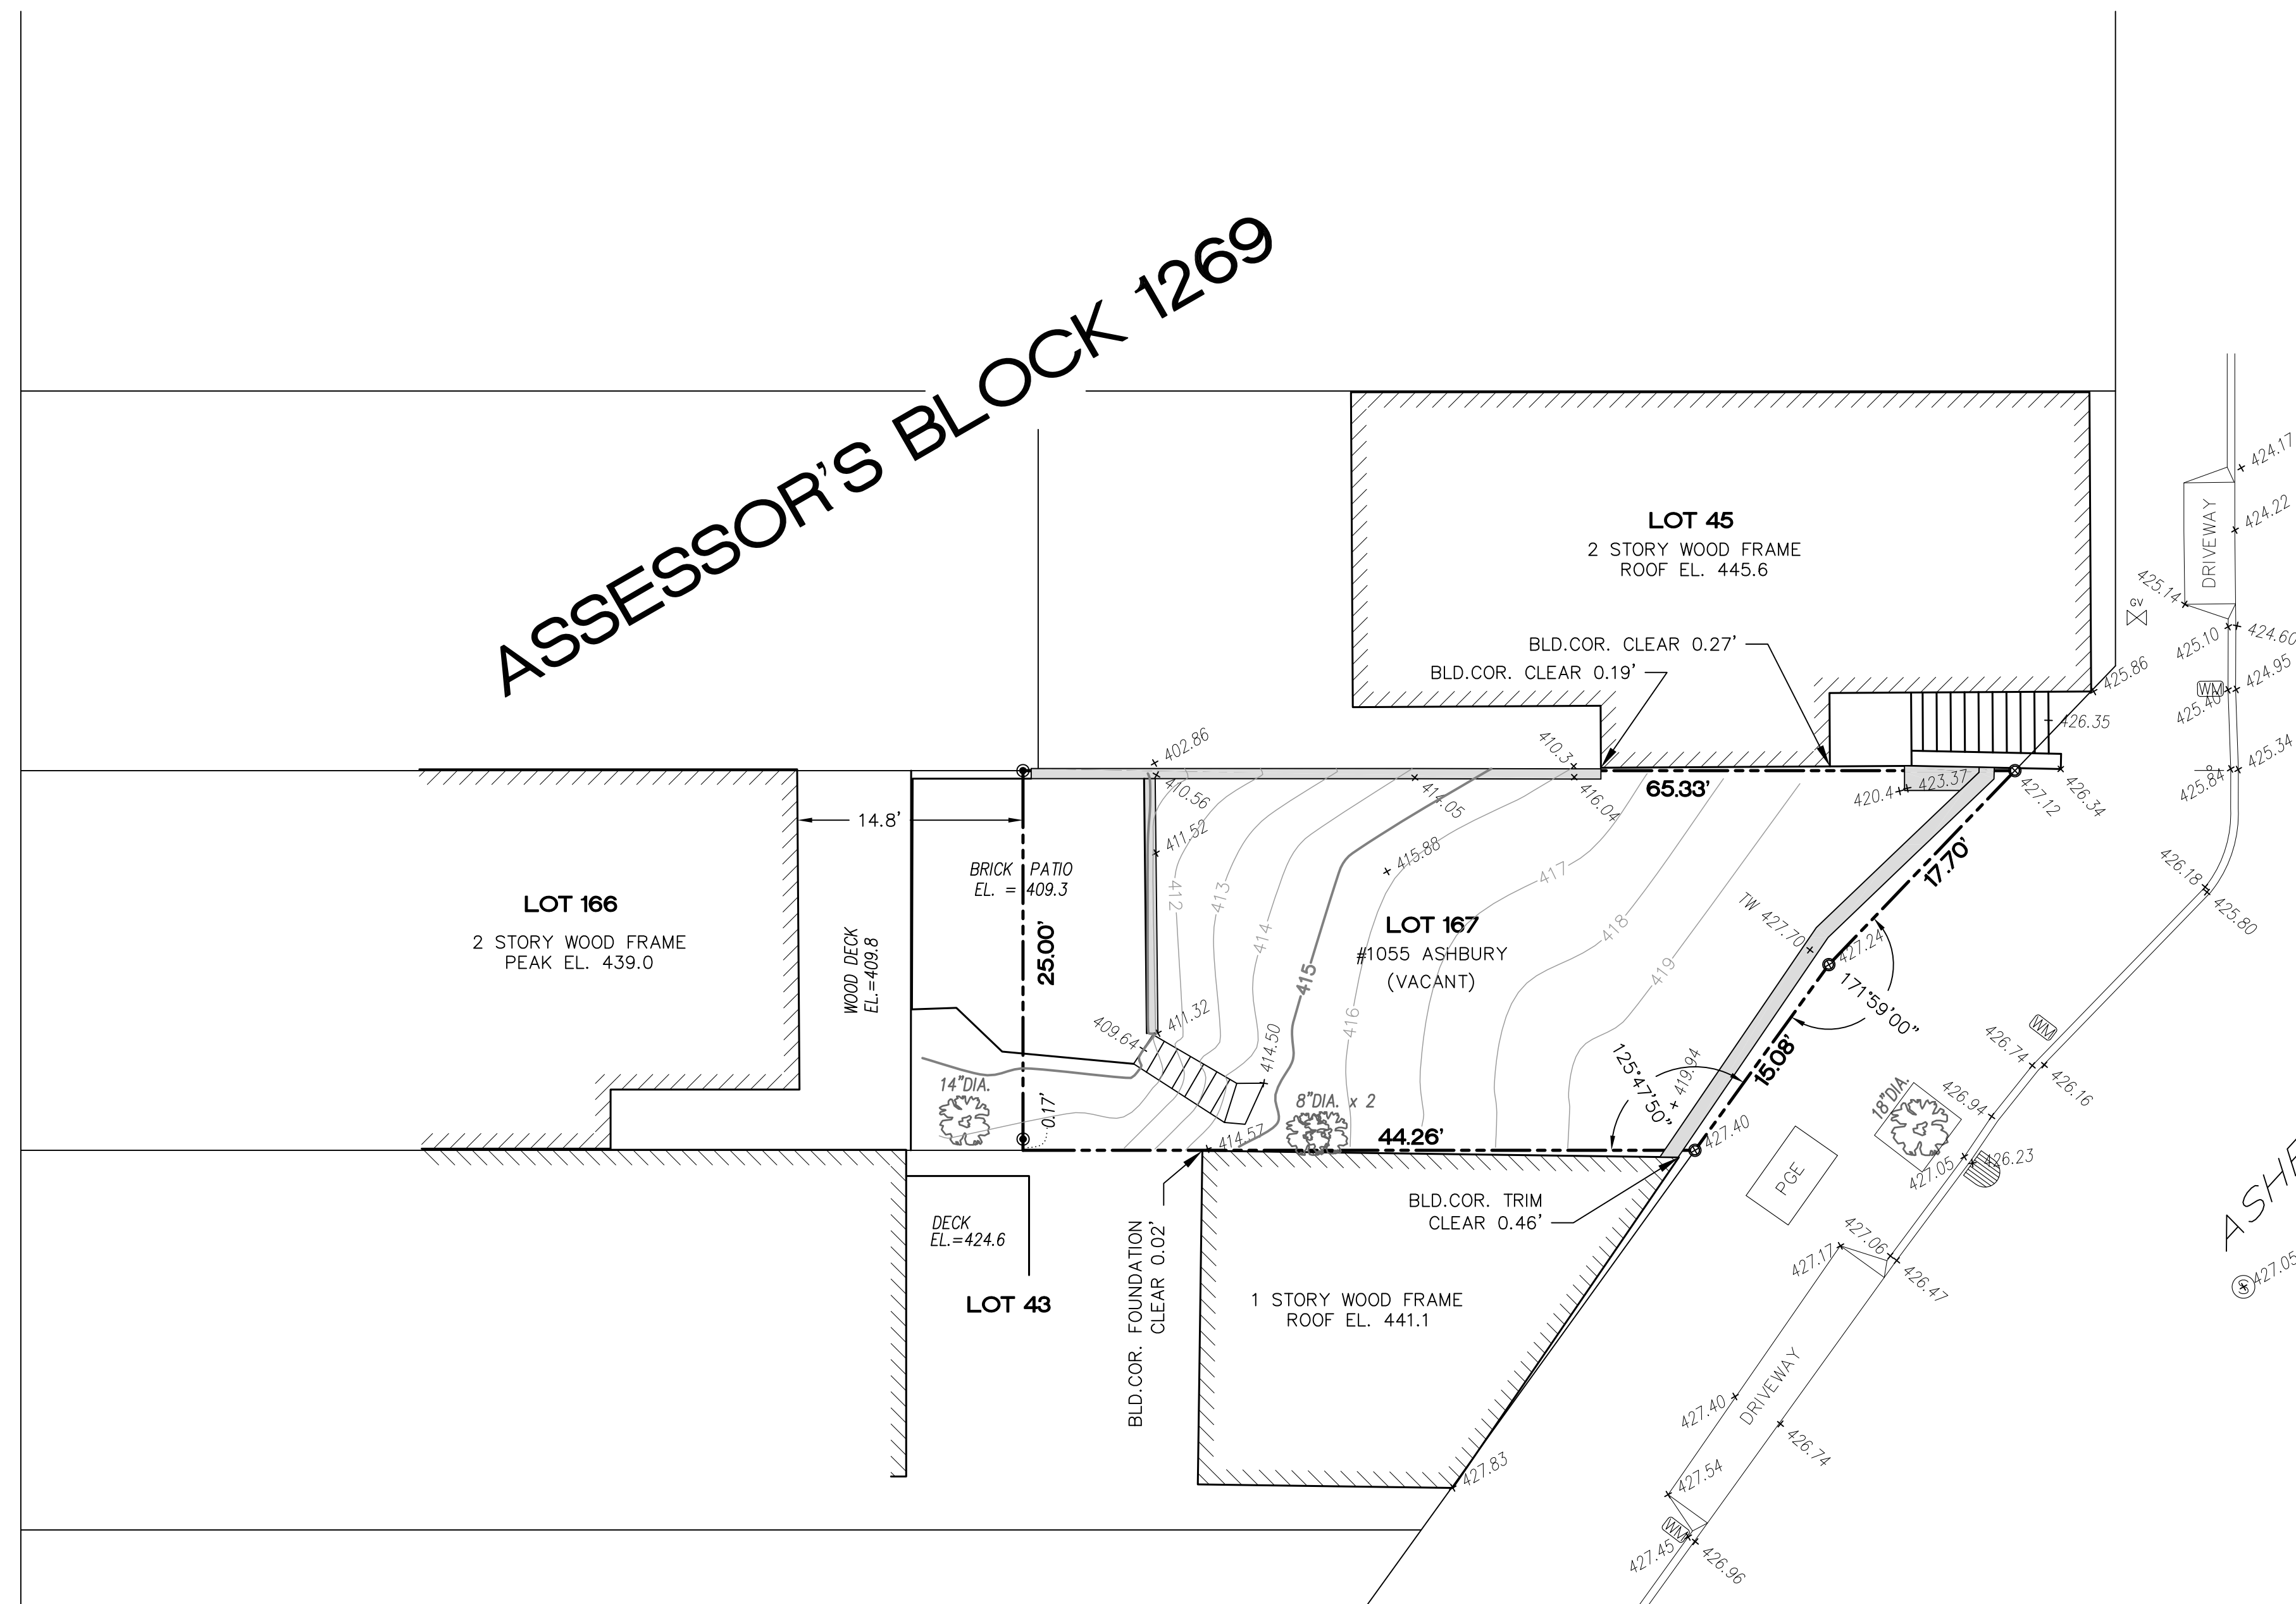 ASSESSOR'S BLOCK 1269
LOT 45
2 STORY WOOD FRAME
ROOF EL. 445.6
BLD.COR. CLEAR 0.27'
BLD.COR. CLEAR 0.19'
DRIVEWAY
424.17
424.22
425.14
GV
425.10
424.60
424.95
WM
425.40
425.86
426.35
425.34
425.84
427.12
426.34
426.18
425.80
402.86
410.56
410.3
414.05
416.04
65.33'
420.4
423.37
14.8'
411.52
BRICK PATIO
EL. = 409.3
415.88
17.70'
LOT 166
2 STORY WOOD FRAME
PEAK EL. 439.0
WOOD DECK
EL.=409.8
25.00'
412
413
414
415
416
417
418
419
LOT 167
#1055 ASHBURY
(VACANT)
TW 427.70
427.24
171°59'00"
15.08'
125°47'50"
419.94
409.64
411.32
414.50
14"DIA.
0.17'
8"DIA. x 2
414.57
44.26'
427.40
WM
426.74
426.16
18"DIA.
426.94
427.05
426.23
PGE
BLD.COR. TRIM
CLEAR 0.46'
BLD.COR. FOUNDATION
CLEAR 0.02'
DECK
EL.=424.6
LOT 43
1 STORY WOOD FRAME
ROOF EL. 441.1
427.17
427.06
426.47
S
427.05
DRIVEWAY
427.40
426.74
427.83
427.54
WM
427.45
426.96